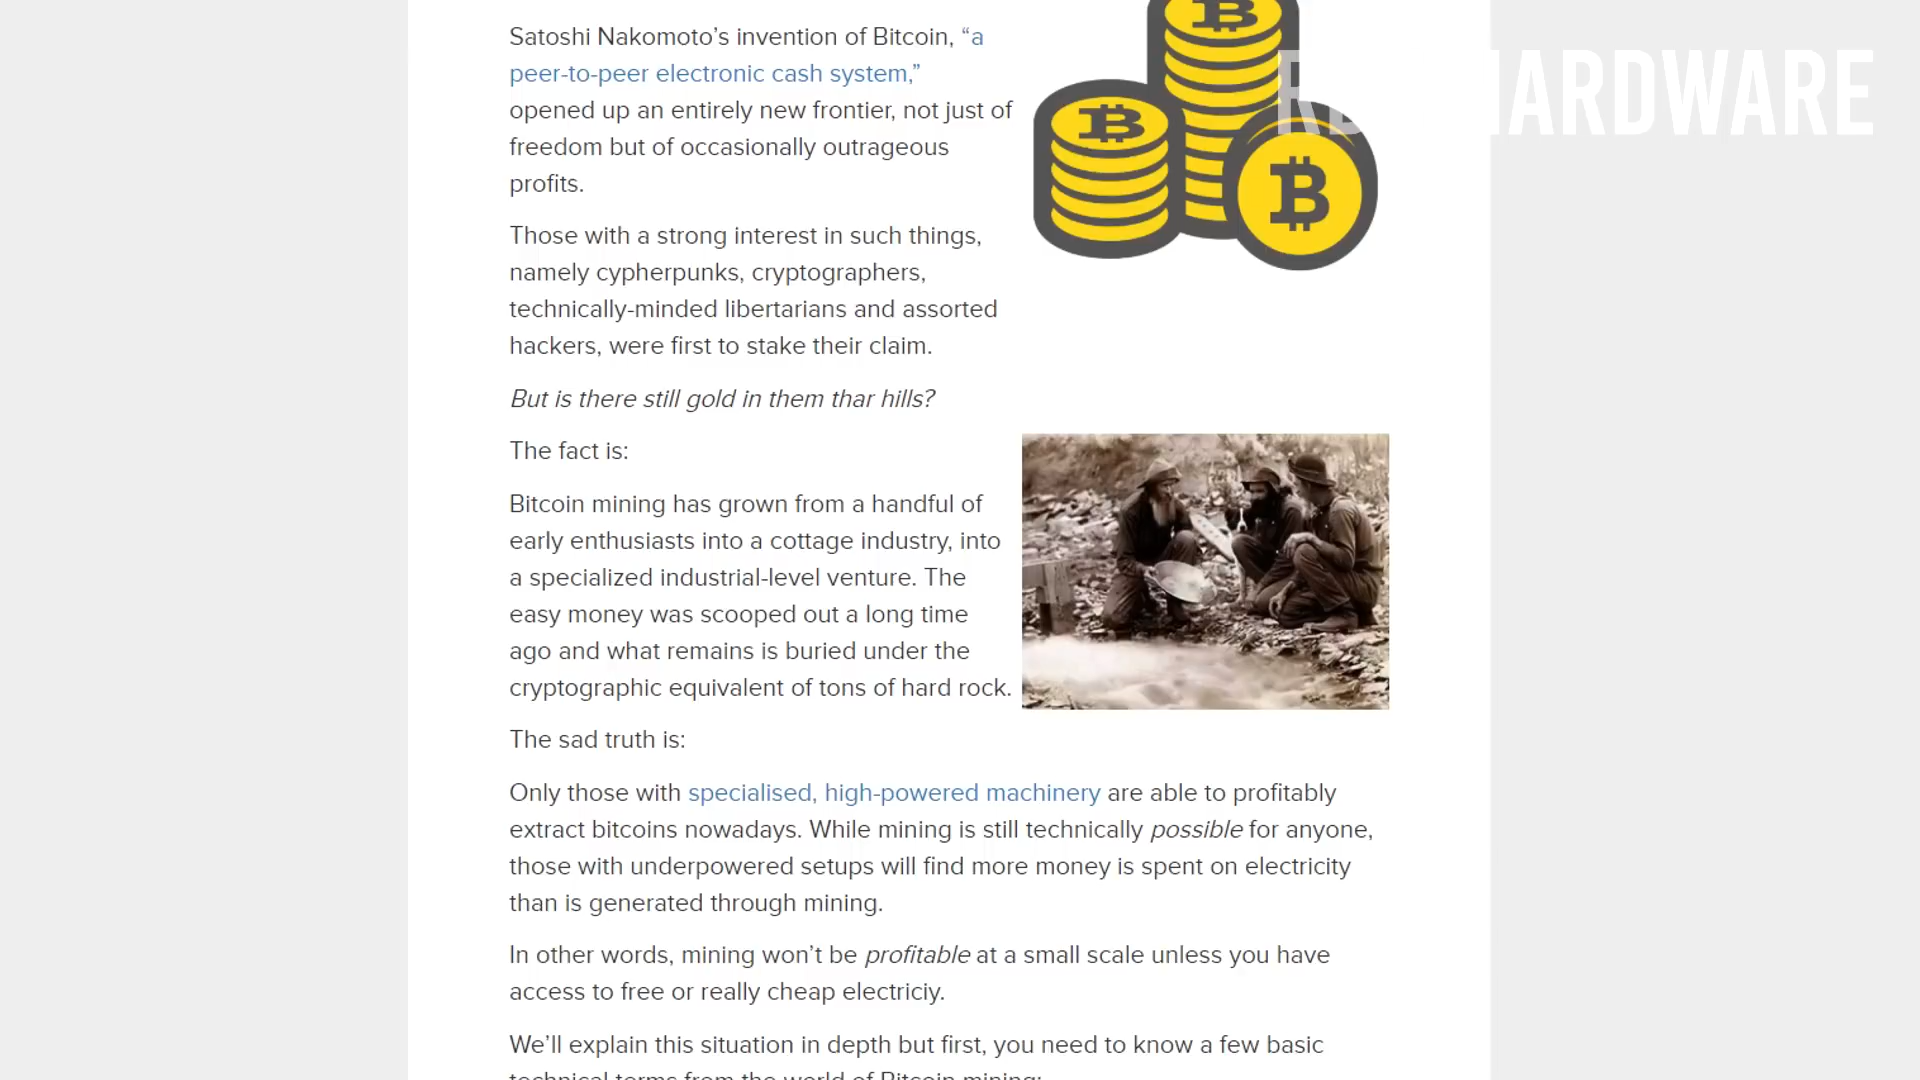 Satoshi Nakomoto’s invention of Bitcoin, “a
peer-to-peer electronic cash system,”
opened up an entirely new frontier, not just of
freedom but of occasionally outrageous
profits.
Those with a strong interest in such things,
namely cypherpunks, cryptographers,
technically-minded libertarians and assorted
hackers, were first to stake their claim.
But is there still gold in them thar hills?
The fact is:
Bitcoin mining has grown from a handful of
early enthusiasts into a cottage industry, into
a specialized industrial-level venture. The
easy money was scooped out a long time
ago and what remains is buried under the
cryptographic equivalent of tons of hard rock.
The sad truth is:
Only those with specialised, high-powered machinery are able to profitably
extract bitcoins nowadays. While mining is still technically possible for anyone,
those with underpowered setups will find more money is spent on electricity
than is generated through mining.
In other words, mining won’t be profitable at a small scale unless you have
access to free or really cheap electriciy.
We’ll explain this situation in depth but first, you need to know a few basic
technical terms from the world of Bitcoin mining:
HARDWARE